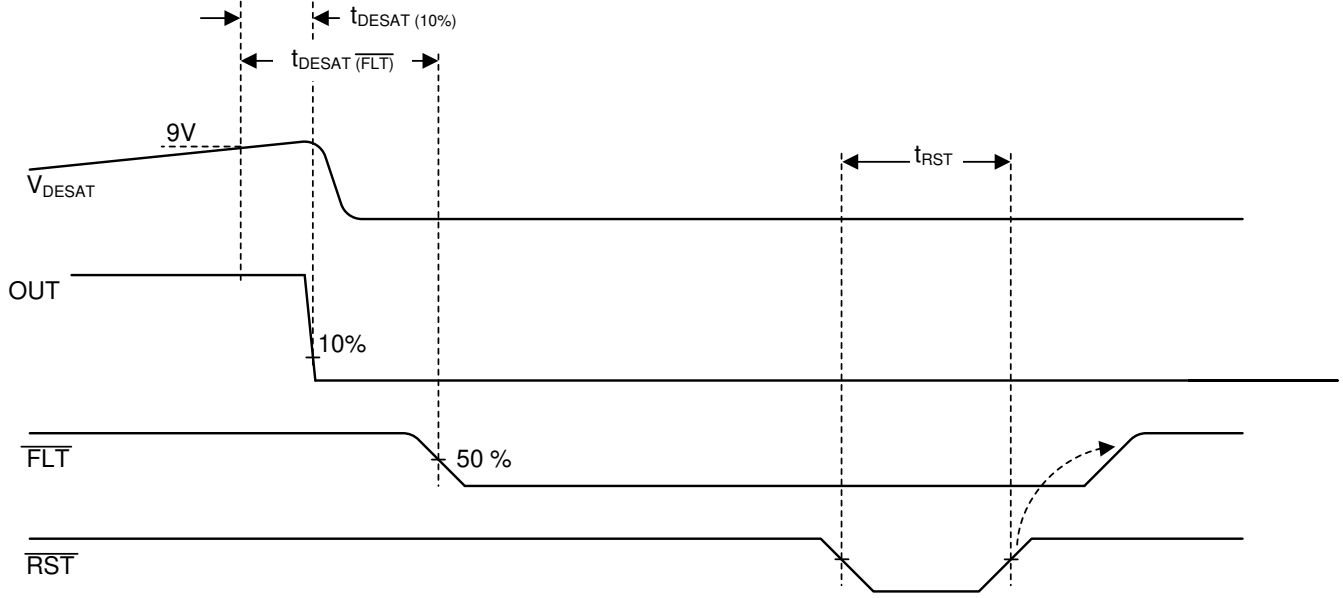 tDESAT (10%)
tDESAT (FLT)
9V
VDESAT
tRST
OUT
10%
FLT
50 %
RST